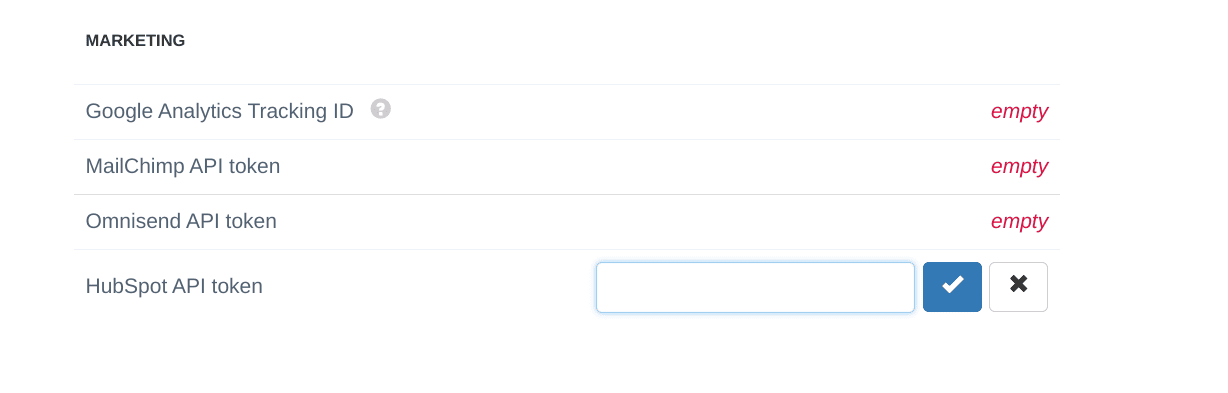 MARKETING
Google Analytics Tracking ID ?
empty
MailChimp API token
empty
Omnisend API token
empty
HubSpot API token